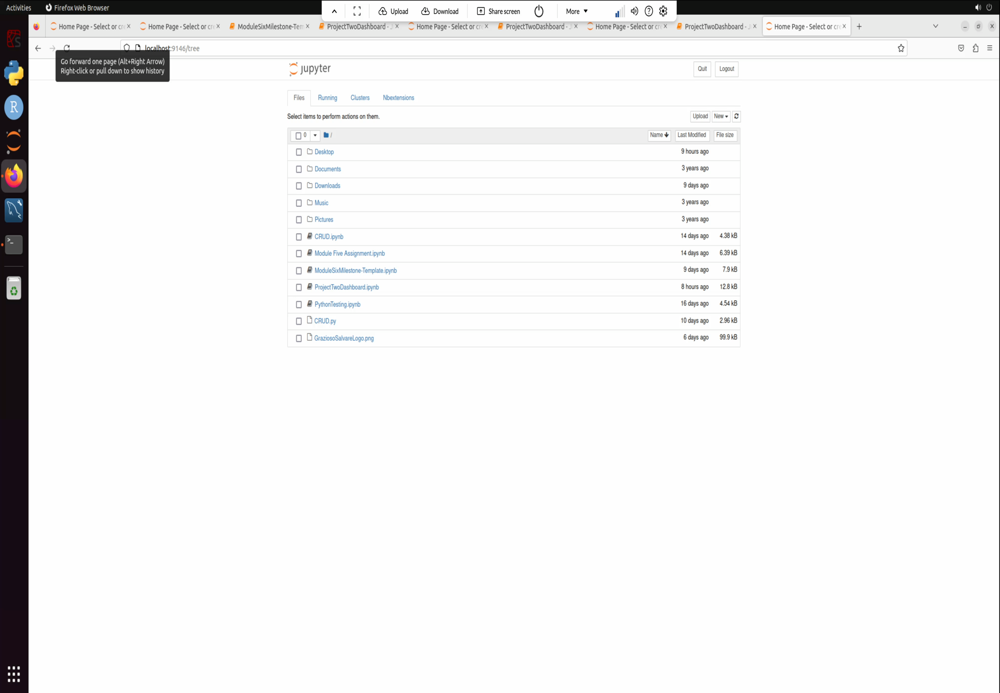 Activities
Firefox Web Browser
Upload
Download
Share screen
More
Home Page - Select or cre
Home Page - Select or cre
ModuleSixMilestone-Tem
ProjectTwoDashboard - J
Home Page - Select or cre
ProjectTwoDashboard - J
Home Page - Select or cre
ProjectTwoDashboard - J
Home Page - Select or cre
localhost:9146/tree
Go forward one page (Alt+Right Arrow)
Right-click or pull down to show history
jupyter
Quit
Logout
Files
Running
Clusters
Nbextensions
Select items to perform actions on them.
Upload
New
0
/
Name
Last Modified
File size
Desktop 9 hours ago
Documents 3 years ago
Downloads 9 days ago
Music 3 years ago
Pictures 3 years ago
CRUD.ipynb 14 days ago 4.38 kB
Module Five Assignment.ipynb 14 days ago 6.39 kB
ModuleSixMilestone-Template.ipynb 9 days ago 7.9 kB
ProjectTwoDashboard.ipynb 8 hours ago 12.8 kB
PythonTesting.ipynb 16 days ago 4.54 kB
CRUD.py 10 days ago 2.96 kB
GraziosoSalvareLogo.png 6 days ago 99.9 kB
R